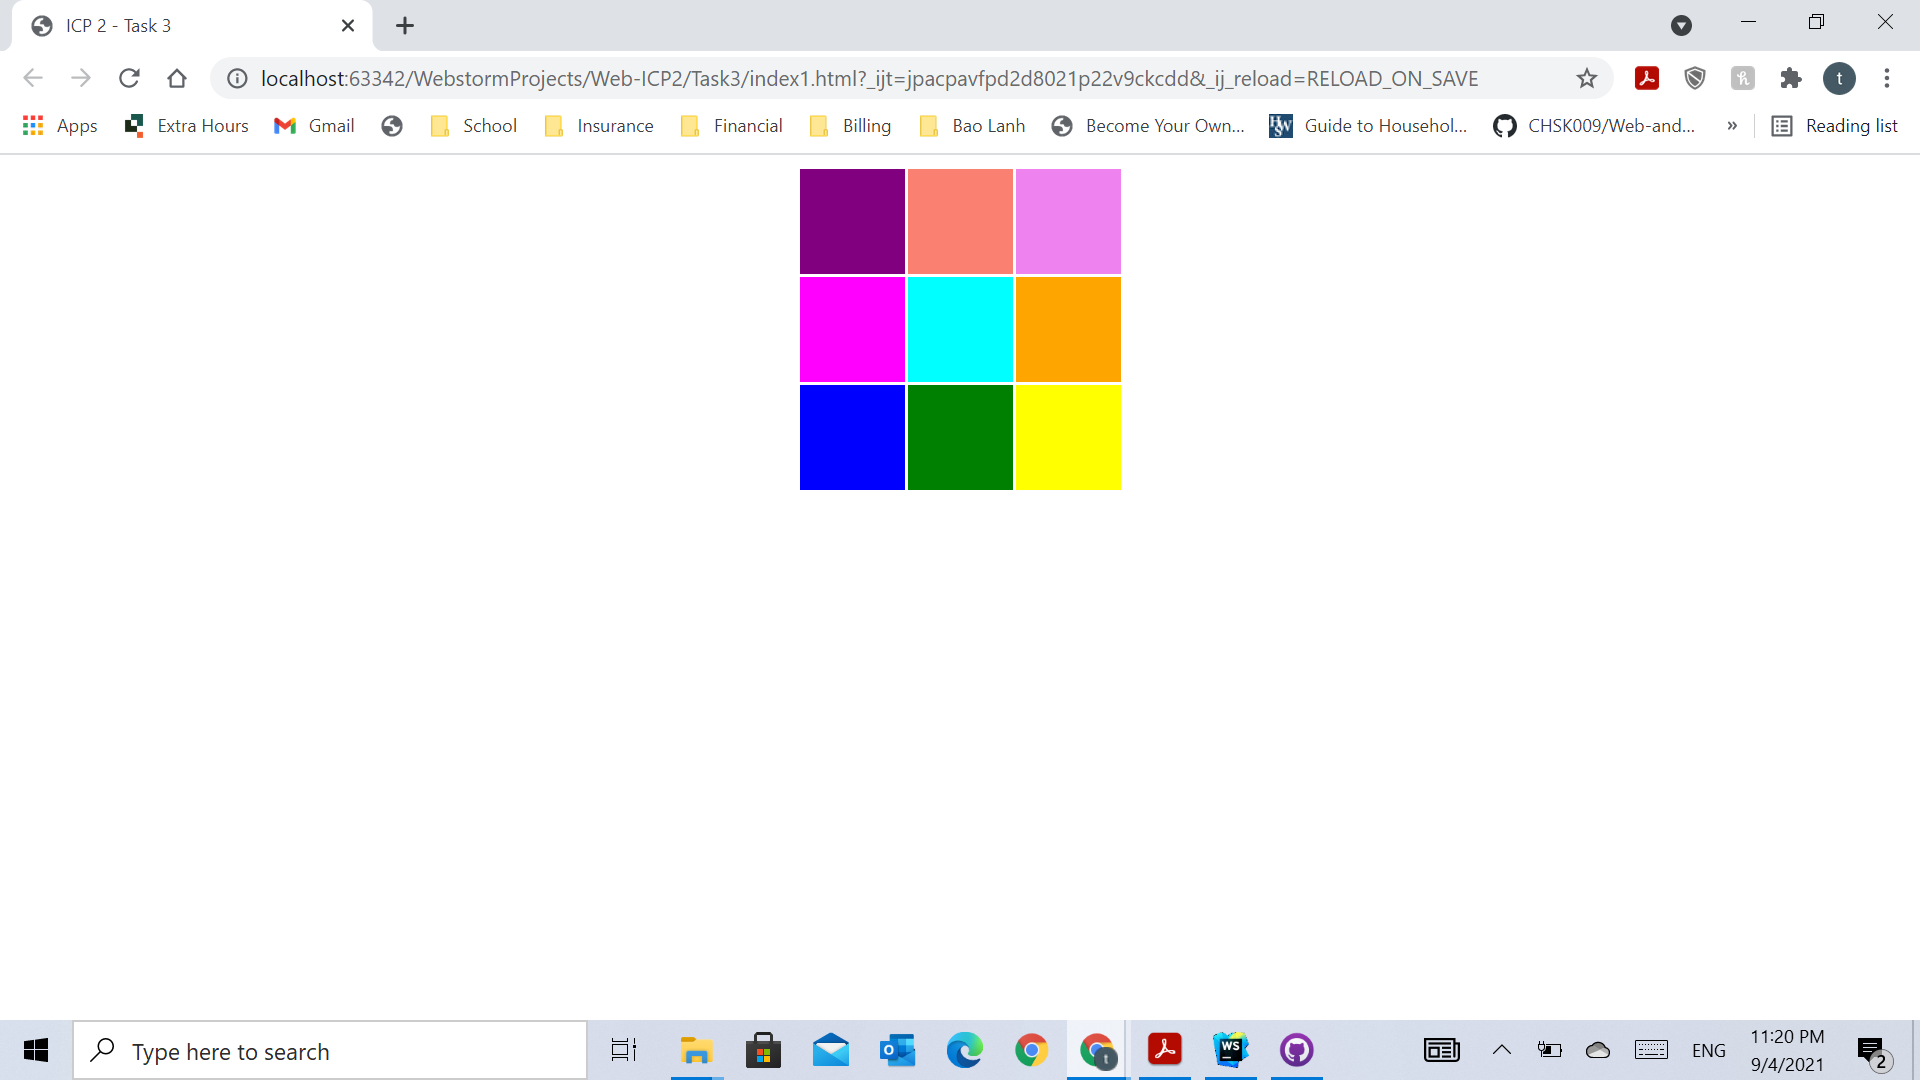 ICP 2 - Task 3
localhost:63342/WebstormProjects/Web-ICP2/Task3/index1.html?_ijt=jpacpavfpd2d8021p22v9ckcdd&_ij_reload=RELOAD_ON_SAVE
t
Apps Extra Hours Gmail School Insurance Financial Billing Bao Lanh Become Your Own... HSW Guide to Househol... CHSK009/Web-and... » Reading list
Type here to search
t
WS
ENG
11:20 PM
9/4/2021
2